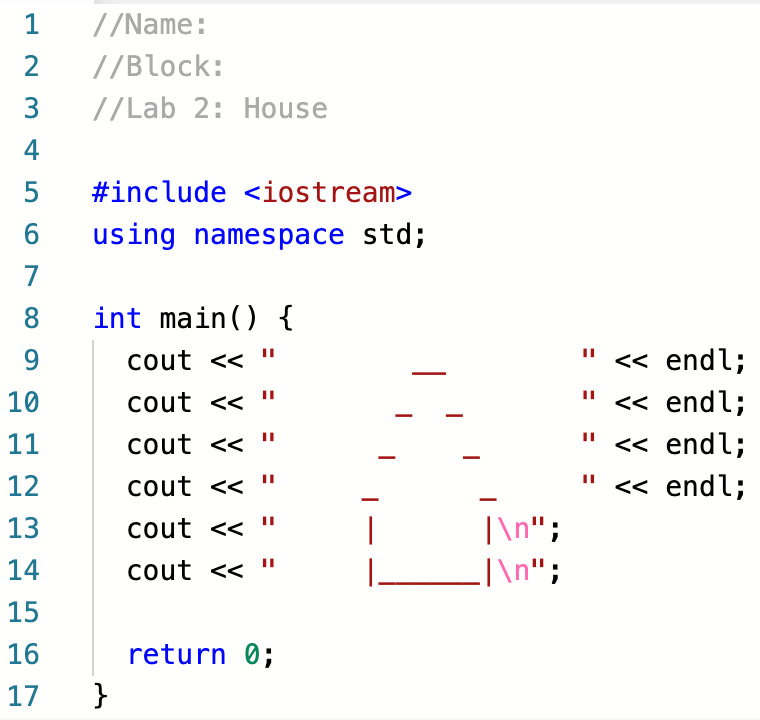 1 //Name:
2 //Block:
3 //Lab 2: House
4
5 #include <iostream>
6 using namespace std;
7
8 int main() {
9   cout << "        __        " << endl;
10   cout << "       _  _       " << endl;
11   cout << "      _    _      " << endl;
12   cout << "     _      _     " << endl;
13   cout << "     |      |\n";
14   cout << "     |______|\n";
15
16   return 0;
17 }